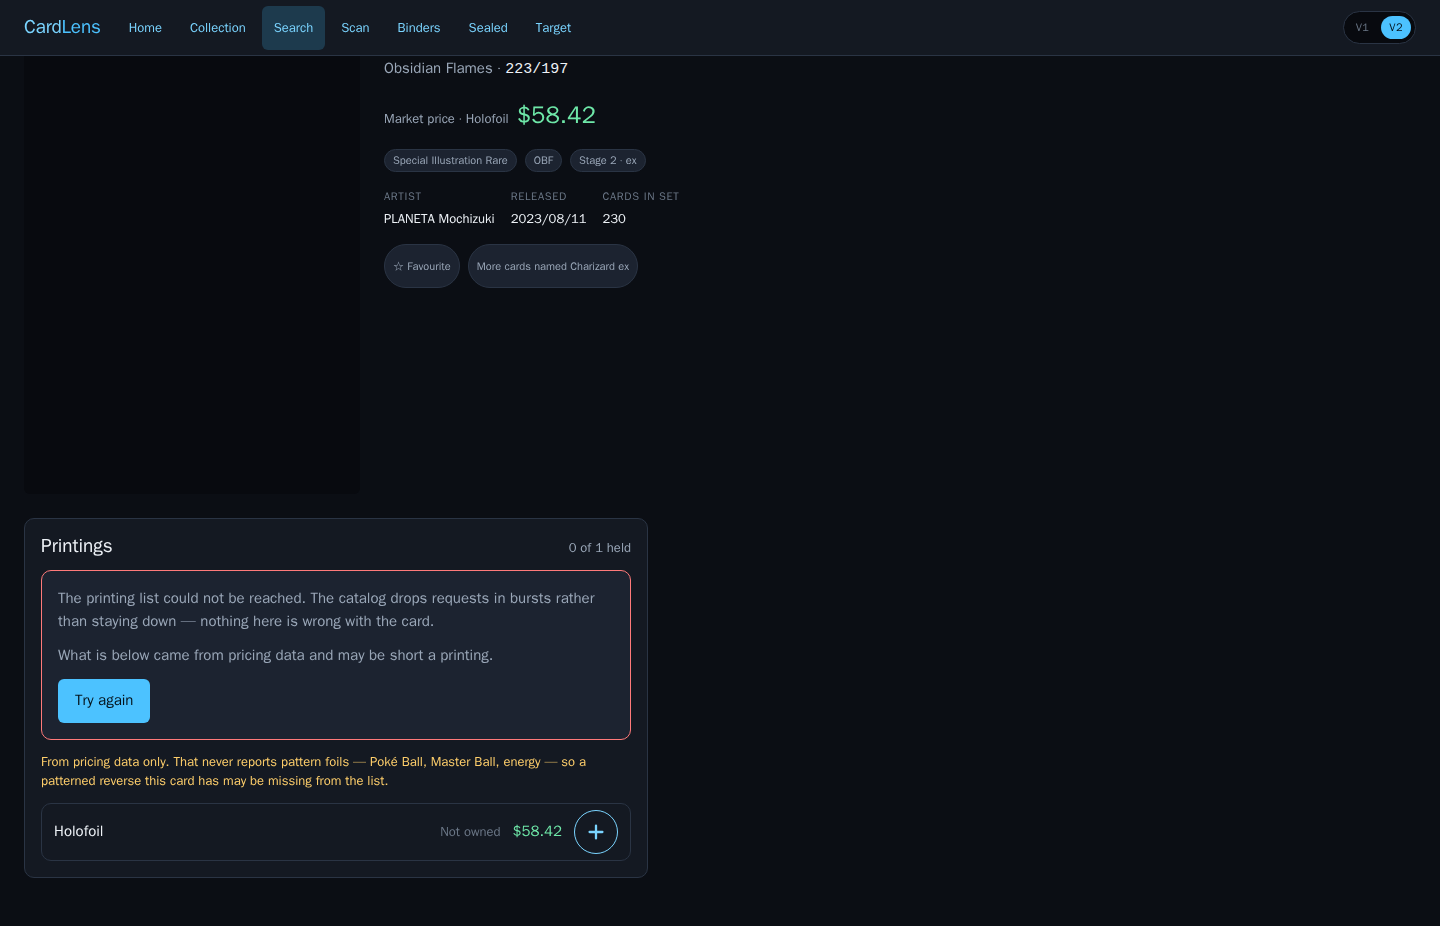 CardLens Home Collection Search Scan Binders Sealed Target V1 V2
Obsidian Flames · 223/197
Market price · Holofoil $58.42
Special Illustration Rare OBF Stage 2 · ex
ARTIST RELEASED CARDS IN SET
PLANETA Mochizuki 2023/08/11 230
☆ Favourite More cards named Charizard ex
Printings 0 of 1 held
The printing list could not be reached. The catalog drops requests in bursts rather
than staying down — nothing here is wrong with the card.
What is below came from pricing data and may be short a printing.
Try again
From pricing data only. That never reports pattern foils — Poké Ball, Master Ball, energy — so a
patterned reverse this card has may be missing from the list.
Holofoil Not owned $58.42 +